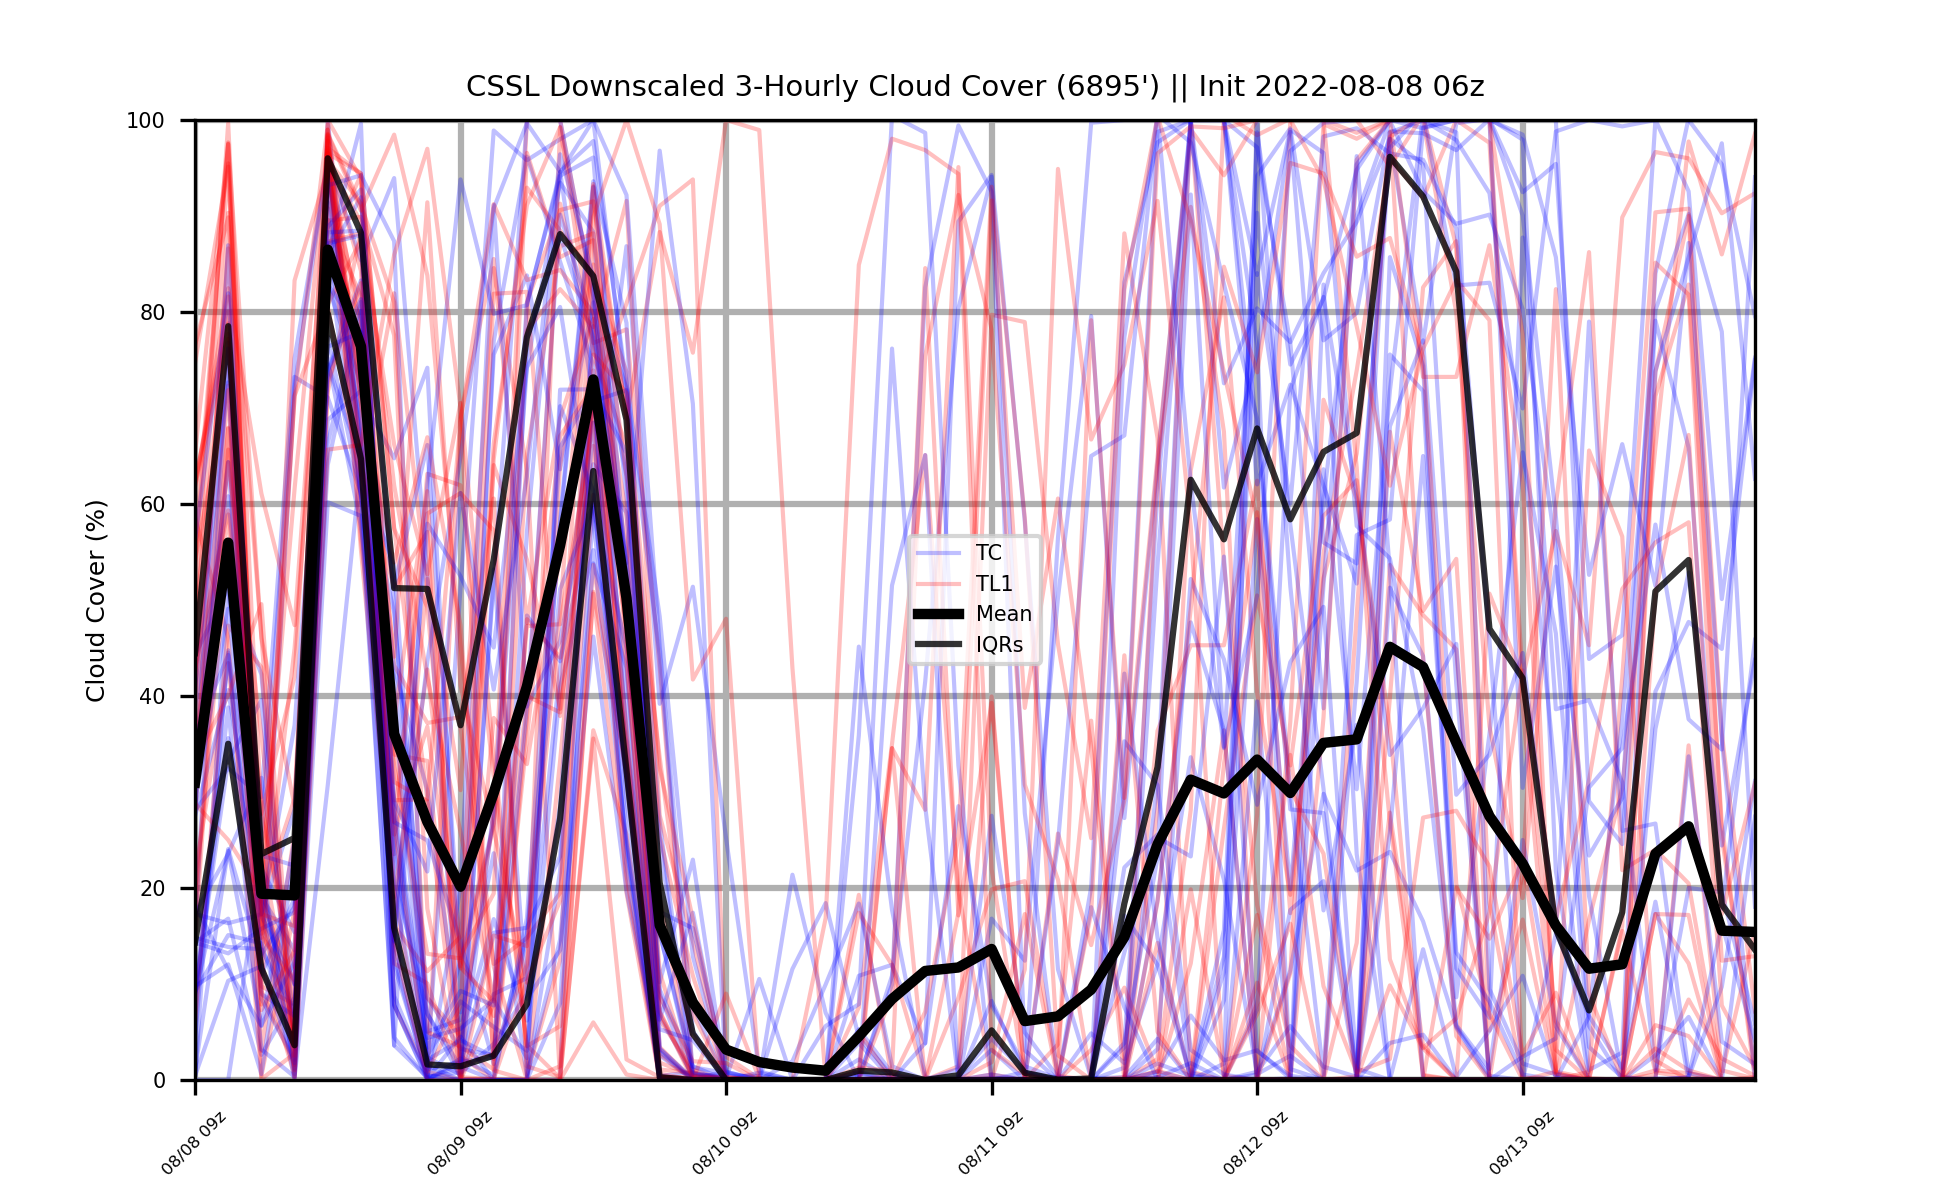 CSSL Downscaled 3-Hourly Cloud Cover (6895') || Init 2022-08-08 06z
Cloud Cover (%)
100
80
60
40
20
0
TC
TL1
Mean
IQRs
08/08 09z
08/09 09z
08/10 09z
08/11 09z
08/12 09z
08/13 09z